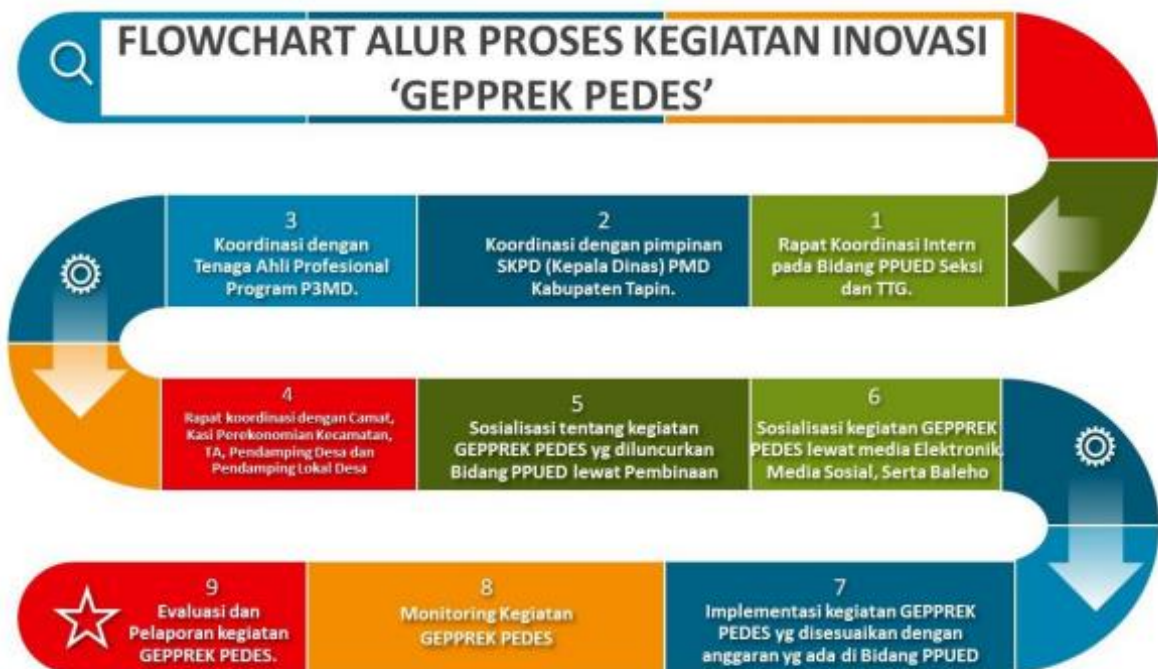 FLOWCHART ALUR PROSES KEGIATAN INOVASI
‘GEPPREK PEDES’
1
Rapat Koordinasi Intern
pada Bidang PPUED Seksi
dan TTG.
2
Koordinasi dengan pimpinan
SKPD (Kepala Dinas) PMD
Kabupaten Tapin.
3
Koordinasi dengan
Tenaga Ahli Profesional
Program P3MD.
4
Rapat koordinasi dengan Camat,
Kasi Perekonomian Kecamatan,
TA, Pendamping Desa dan
Pendamping Lokal Desa
5
Sosialisasi tentang kegiatan
GEPPREK PEDES yg diluncurkan
Bidang PPUED lewat Pembinaan
6
Sosialisasi kegiatan GEPPREK
PEDES lewat media Elektronik,
Media Sosial, Serta Baleho
7
Implementasi kegiatan GEPPREK
PEDES yg disesuaikan dengan
anggaran yg ada di Bidang PPUED
8
Monitoring Kegiatan
GEPPREK PEDES
9
Evaluasi dan
Pelaporan kegiatan
GEPPREK PEDES.